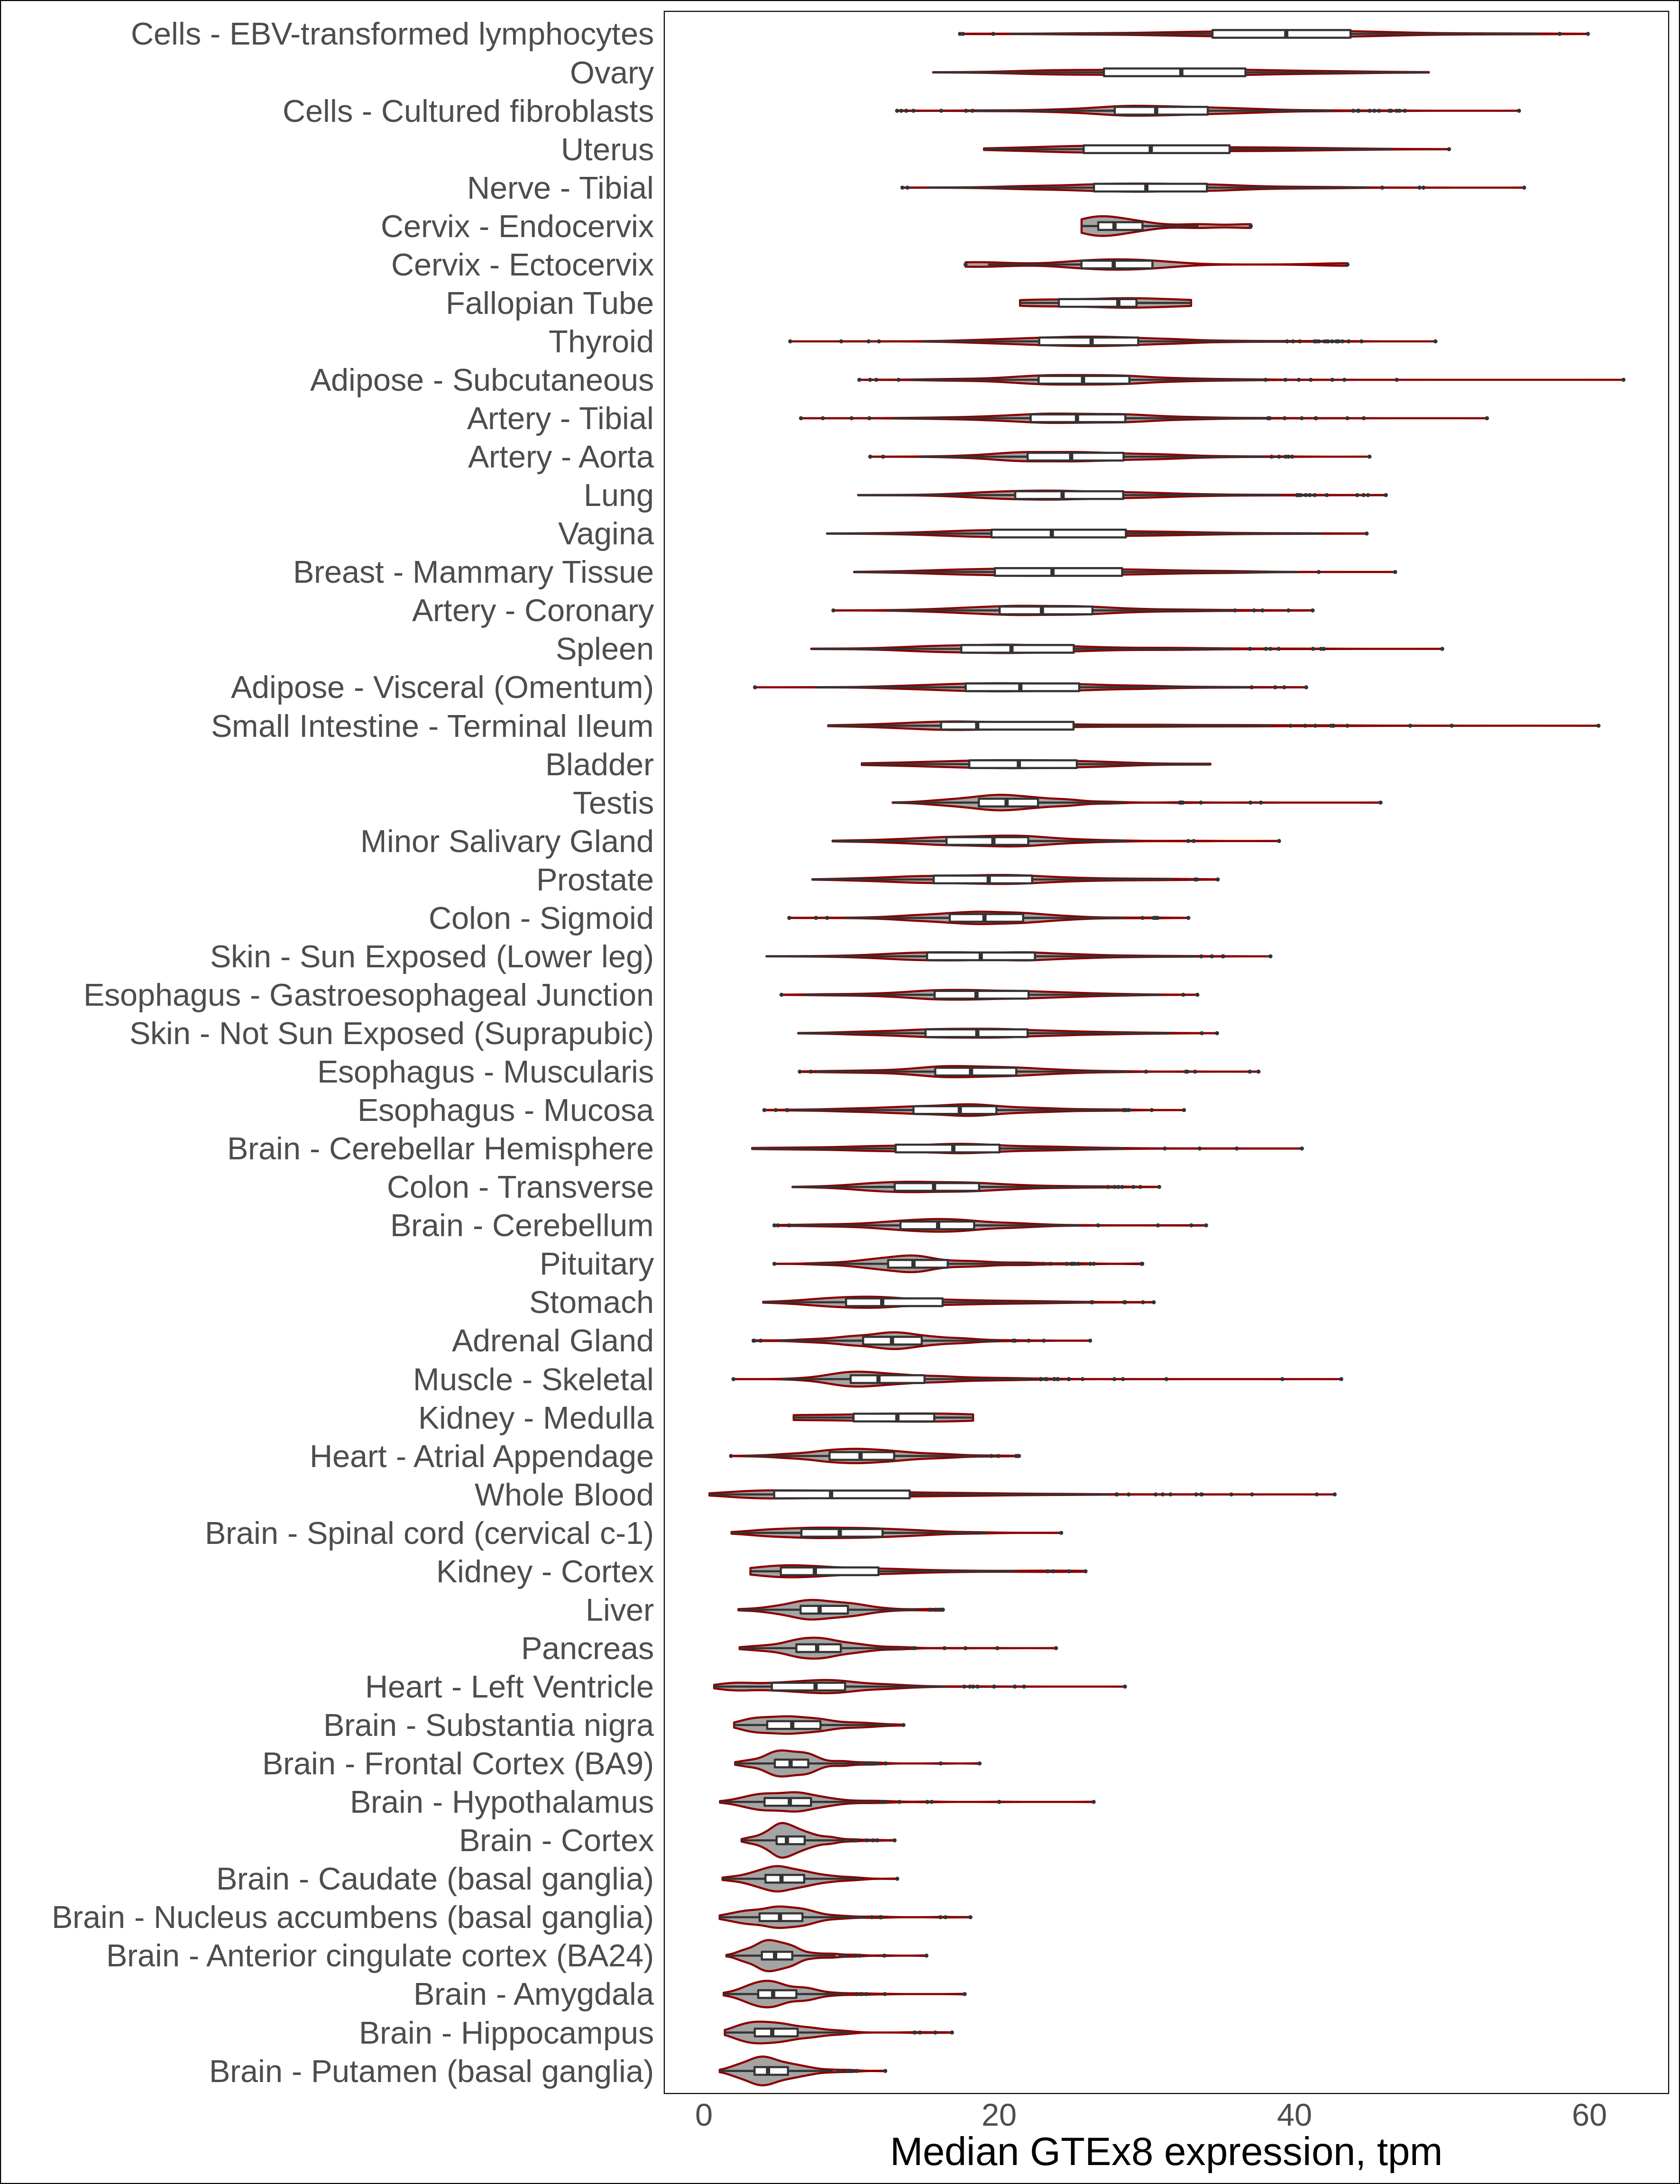 Cells - EBV-transformed lymphocytes
Ovary
Cells - Cultured fibroblasts
Uterus
Nerve - Tibial
Cervix - Endocervix
Cervix - Ectocervix
Fallopian Tube
Thyroid
Adipose - Subcutaneous
Artery - Tibial
Artery - Aorta
Lung
Vagina
Breast - Mammary Tissue
Artery - Coronary
Spleen
Adipose - Visceral (Omentum)
Small Intestine - Terminal Ileum
Bladder
Testis
Minor Salivary Gland
Prostate
Colon - Sigmoid
Skin - Sun Exposed (Lower leg)
Esophagus - Gastroesophageal Junction
Skin - Not Sun Exposed (Suprapubic)
Esophagus - Muscularis
Esophagus - Mucosa
Brain - Cerebellar Hemisphere
Colon - Transverse
Brain - Cerebellum
Pituitary
Stomach
Adrenal Gland
Muscle - Skeletal
Kidney - Medulla
Heart - Atrial Appendage
Whole Blood
Brain - Spinal cord (cervical c-1)
Kidney - Cortex
Liver
Pancreas
Heart - Left Ventricle
Brain - Substantia nigra
Brain - Frontal Cortex (BA9)
Brain - Hypothalamus
Brain - Cortex
Brain - Caudate (basal ganglia)
Brain - Nucleus accumbens (basal ganglia)
Brain - Anterior cingulate cortex (BA24)
Brain - Amygdala
Brain - Hippocampus
Brain - Putamen (basal ganglia)
0 20 40 60
Median GTEx8 expression, tpm